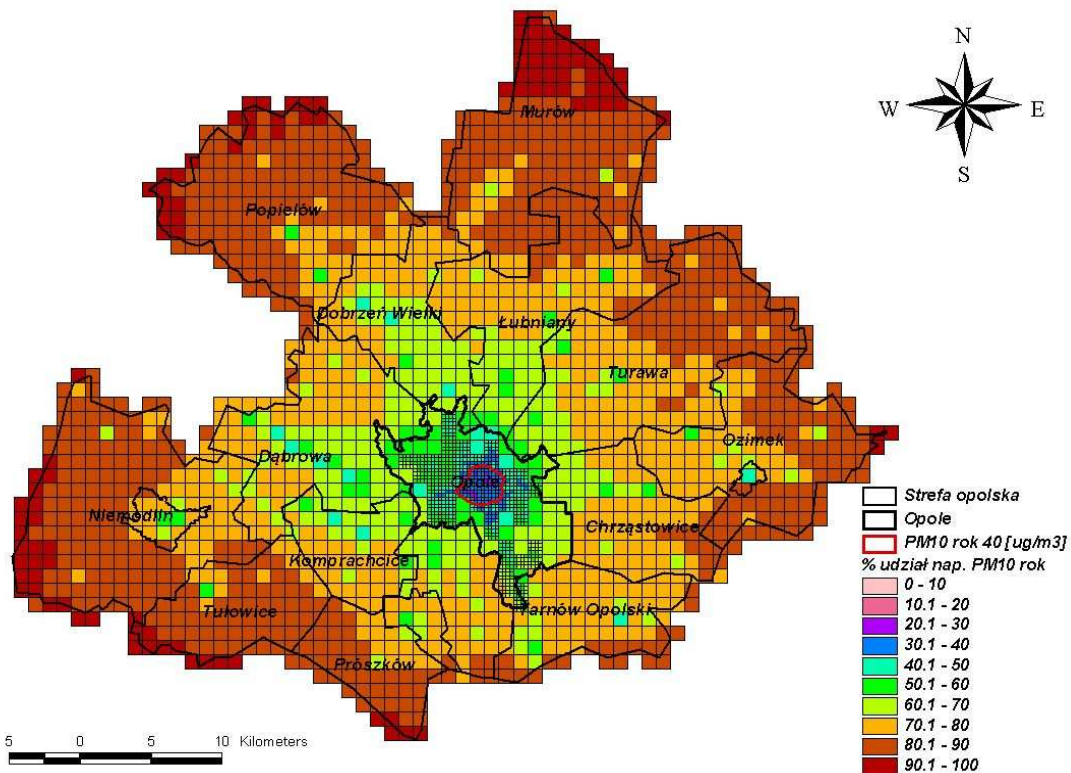 N
W E
S
Murów
Popielów
Dobrzeń Wielki
Łubniany
Turawa
Ozimek
Dąbrowa
Opole
Niemodlin
Chrząstowice
Komprachcice
Tułowice
Tarnów Opolski
Prószków
Strefa opolska
Opole
PM10 rok 40 [ug/m3]
% udział nap. PM10 rok
0 - 10
10.1 - 20
20.1 - 30
30.1 - 40
40.1 - 50
50.1 - 60
60.1 - 70
70.1 - 80
80.1 - 90
90.1 - 100
5 0 5 10 Kilometers